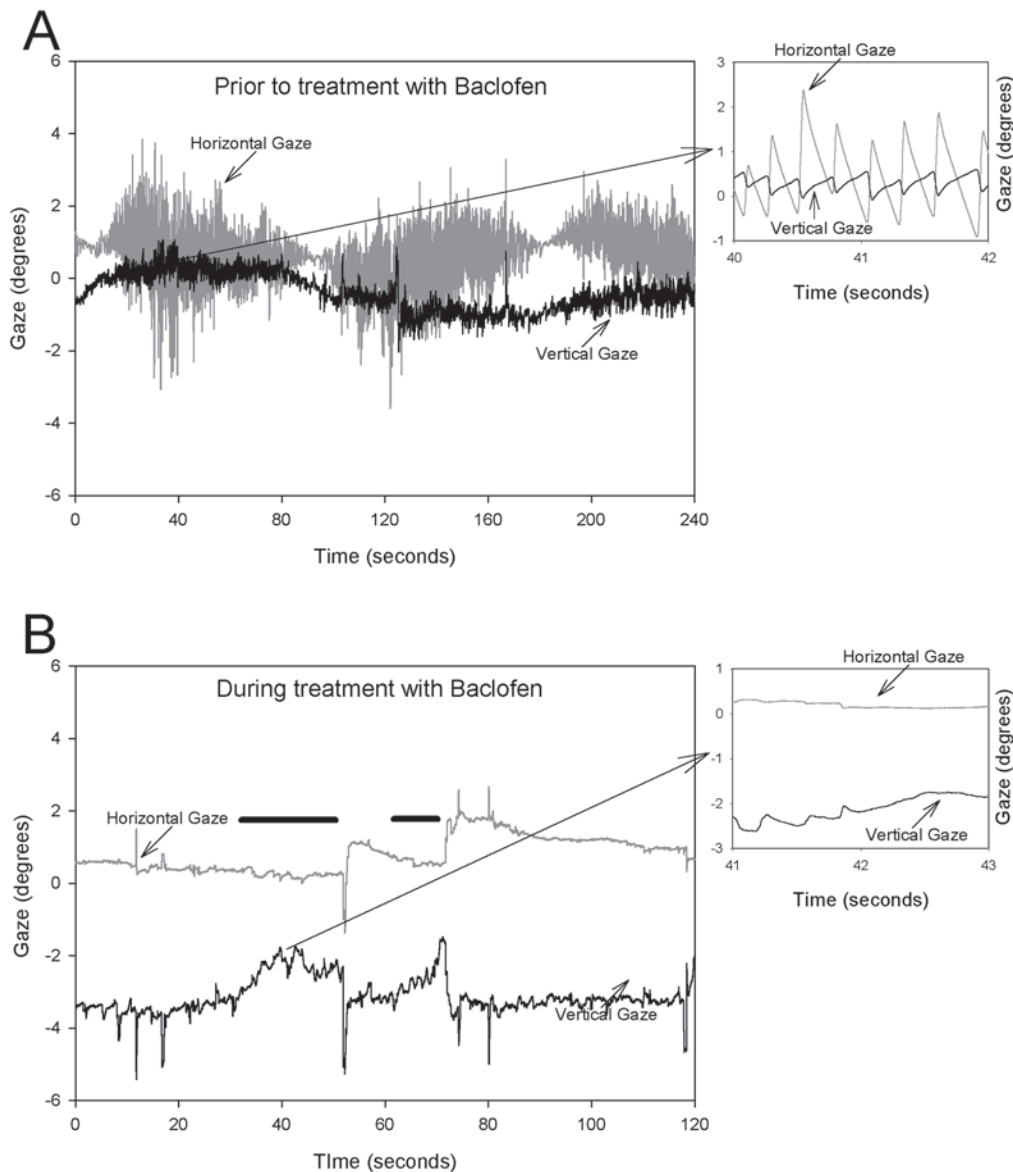 A
Prior to treatment with Baclofen
Horizontal Gaze
Vertical Gaze
Gaze (degrees)
6
4
2
0
-2
-4
-6
0 40 80 120 160 200 240
Time (seconds)
Horizontal Gaze
Vertical Gaze
Gaze (degrees)
3
2
1
0
-1
40 41 42
Time (seconds)
B
During treatment with Baclofen
Horizontal Gaze
Vertical Gaze
Gaze (degrees)
6
4
2
0
-2
-4
-6
0 20 40 60 80 100 120
TIme (seconds)
Horizontal Gaze
Vertical Gaze
Gaze (degrees)
1
0
-1
-2
-3
41 42 43
Time (seconds)